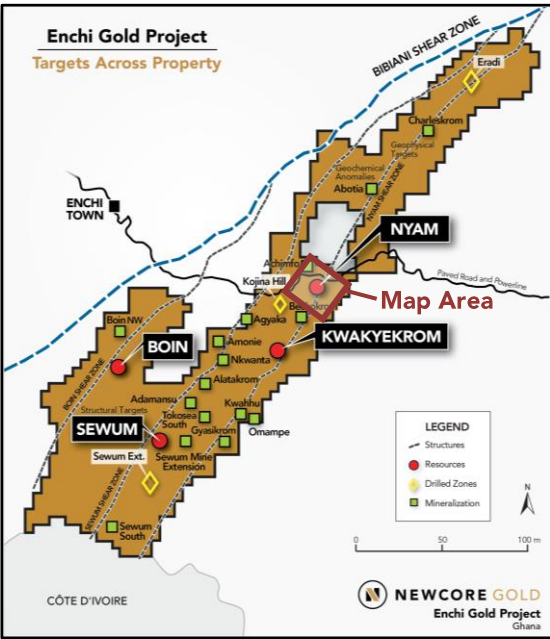 Enchi Gold Project
Targets Across Property
BIBIANI SHEAR ZONE
Eradi
Charleskrom
Geophysical
Targets
Geochemical
Anomalies
Abotia
NYAM SHEAR ZONE
ENCHI
TOWN
NYAM
Achimfo
Kojina Hill
Paved Road and Powerline
Map Area
Boin NW
Agyaka
KWAKYEKROM
BOIN
Amonie
Nkwanta
BOIN SHEAR ZONE
Alatakrom
Adamansu
Structural Targets
Tokosea
South
Kwahhu
Omampe
SEWUM
Gyasikrom
Sewum Ext.
Sewum Mine
Extension
SEWUM SHEAR ZONE
Sewum
South
LEGEND
Structures
Resources
Drilled Zones
Mineralization
N
0 50 100 m
CÔTE D'IVOIRE
N NEWCORE GOLD
Enchi Gold Project
Ghana